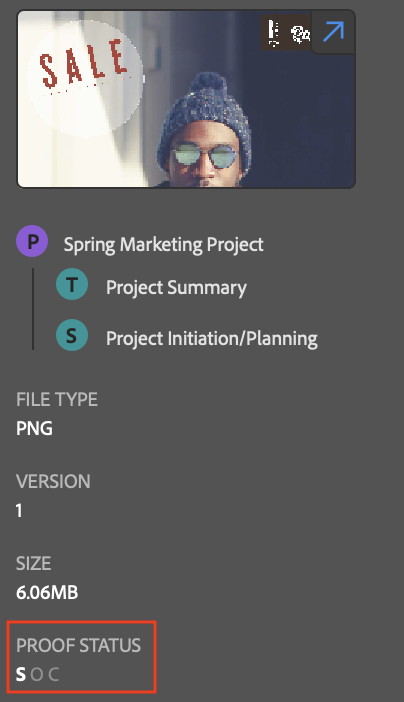 SALE
P Spring Marketing Project
T Project Summary
S Project Initiation/Planning
FILE TYPE
PNG
VERSION
1
SIZE
6.06MB
PROOF STATUS
S O C